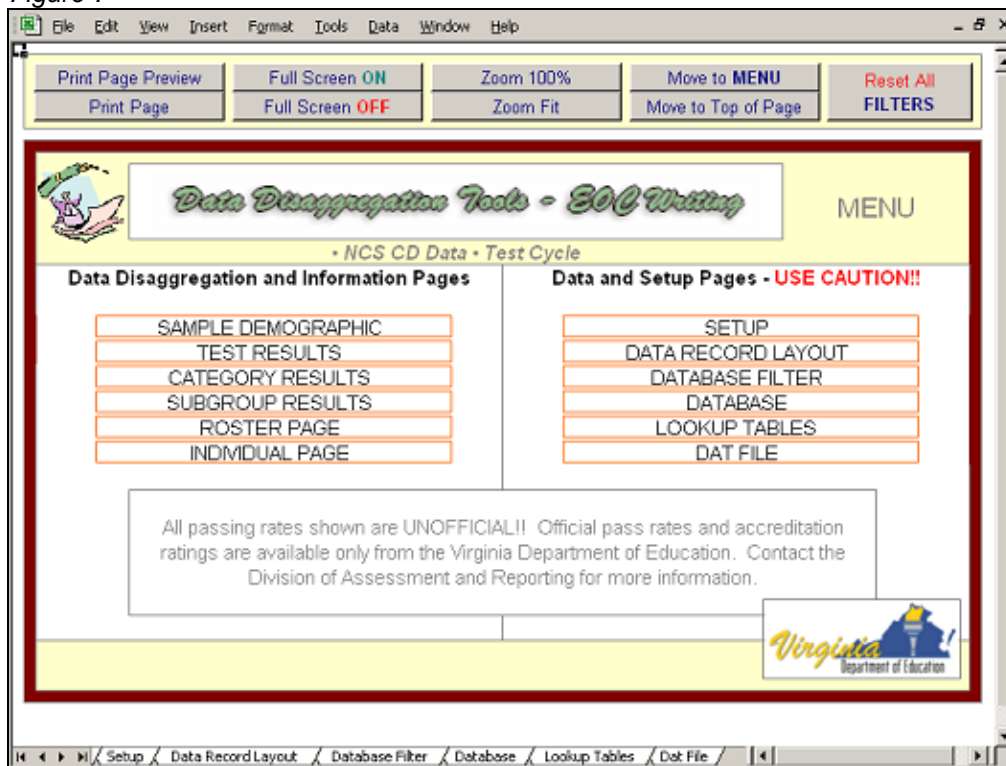 File Edit View Insert Format Tools Data Window Help
Print Page Preview Full Screen ON Zoom 100% Move to MENU Reset All
Print Page Full Screen OFF Zoom Fit Move to Top of Page FILTERS
Data Disaggregation Tools - EOC Writing MENU
• NCS CD Data • Test Cycle
Data Disaggregation and Information Pages Data and Setup Pages - USE CAUTION!!
SAMPLE DEMOGRAPHIC SETUP
TEST RESULTS DATA RECORD LAYOUT
CATEGORY RESULTS DATABASE FILTER
SUBGROUP RESULTS DATABASE
ROSTER PAGE LOOKUP TABLES
INDIVIDUAL PAGE DAT FILE
All passing rates shown are UNOFFICIAL!! Official pass rates and accreditation
ratings are available only from the Virginia Department of Education. Contact the
Division of Assessment and Reporting for more information.
Virginia!
Department of Education
Setup Data Record Layout Database Filter Database Lookup Tables Dat File